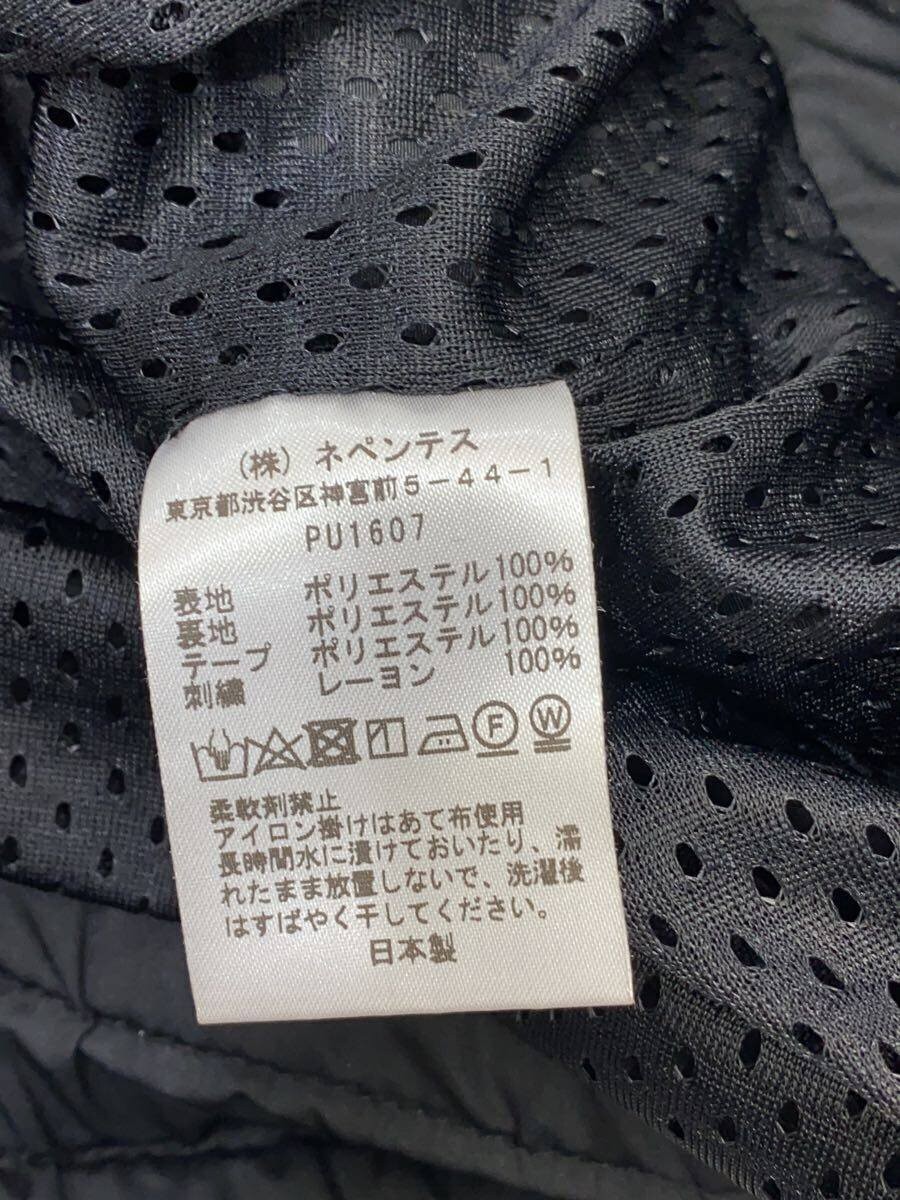 (株) ネペンテス
東京都渋谷区神宮前5-44-1
PU1607
表地 ポリエステル100%
裏地 ポリエステル100%
テープ ポリエステル100%
刺繍 レーヨン 100%
F W
柔軟剤禁止
アイロン掛けはあて布使用
長時間水に漬けておいたり、濡
れたまま放置しないで、洗濯後
はすばやく干してください。
日本製